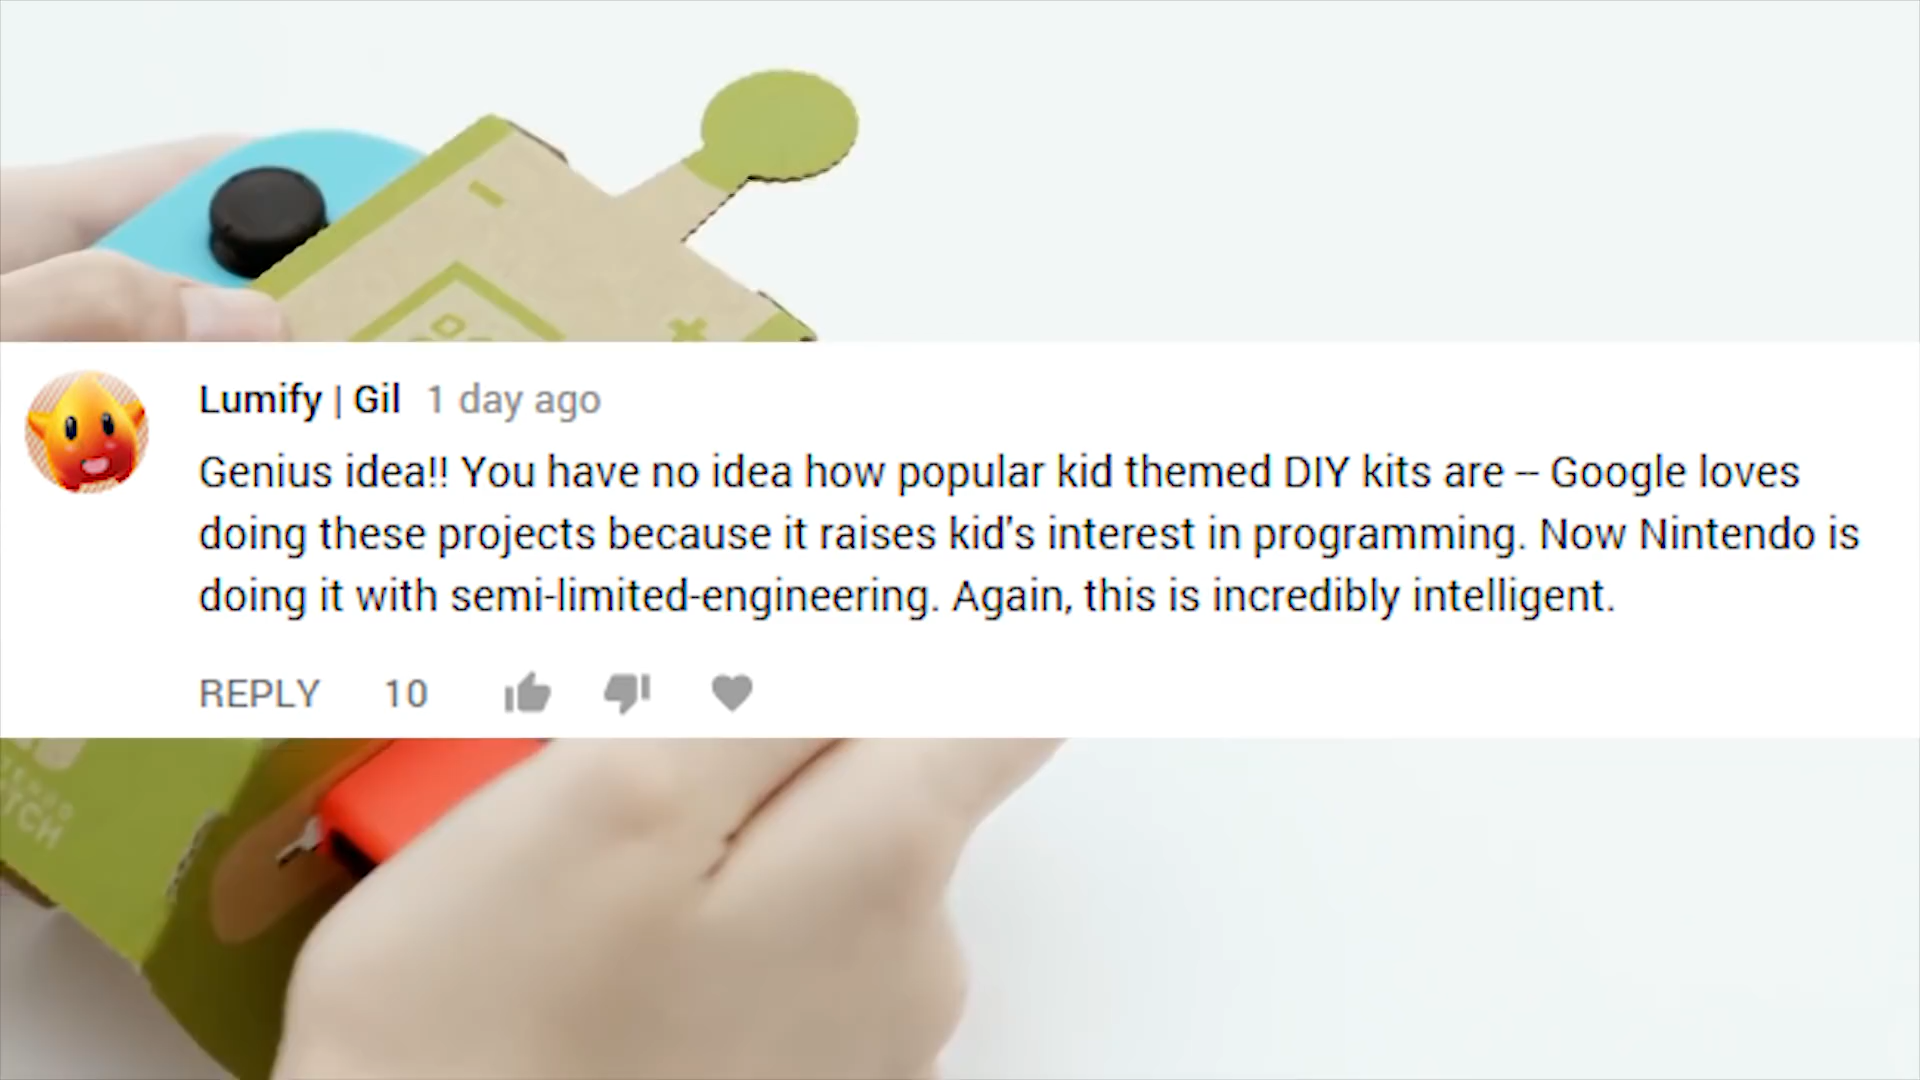 Lumify | Gil 1 day ago
Genius idea!! You have no idea how popular kid themed DIY kits are -- Google loves
doing these projects because it raises kid's interest in programming. Now Nintendo is
doing it with semi-limited-engineering. Again, this is incredibly intelligent.
REPLY 10